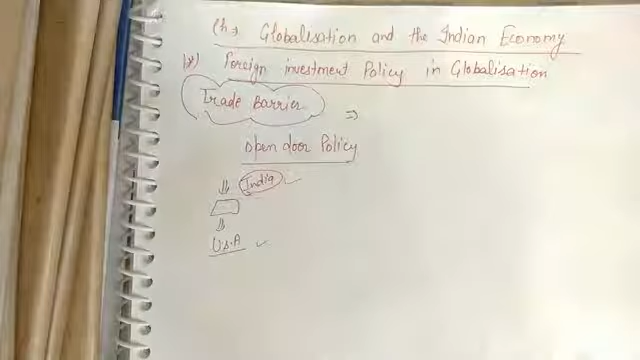 Ch→ Globalisation and the Indian Economy
(*) Foreign investment Policy in Globalisation
Trade Barrier ⇒
open door Policy
India ✓
U.S.A ✓